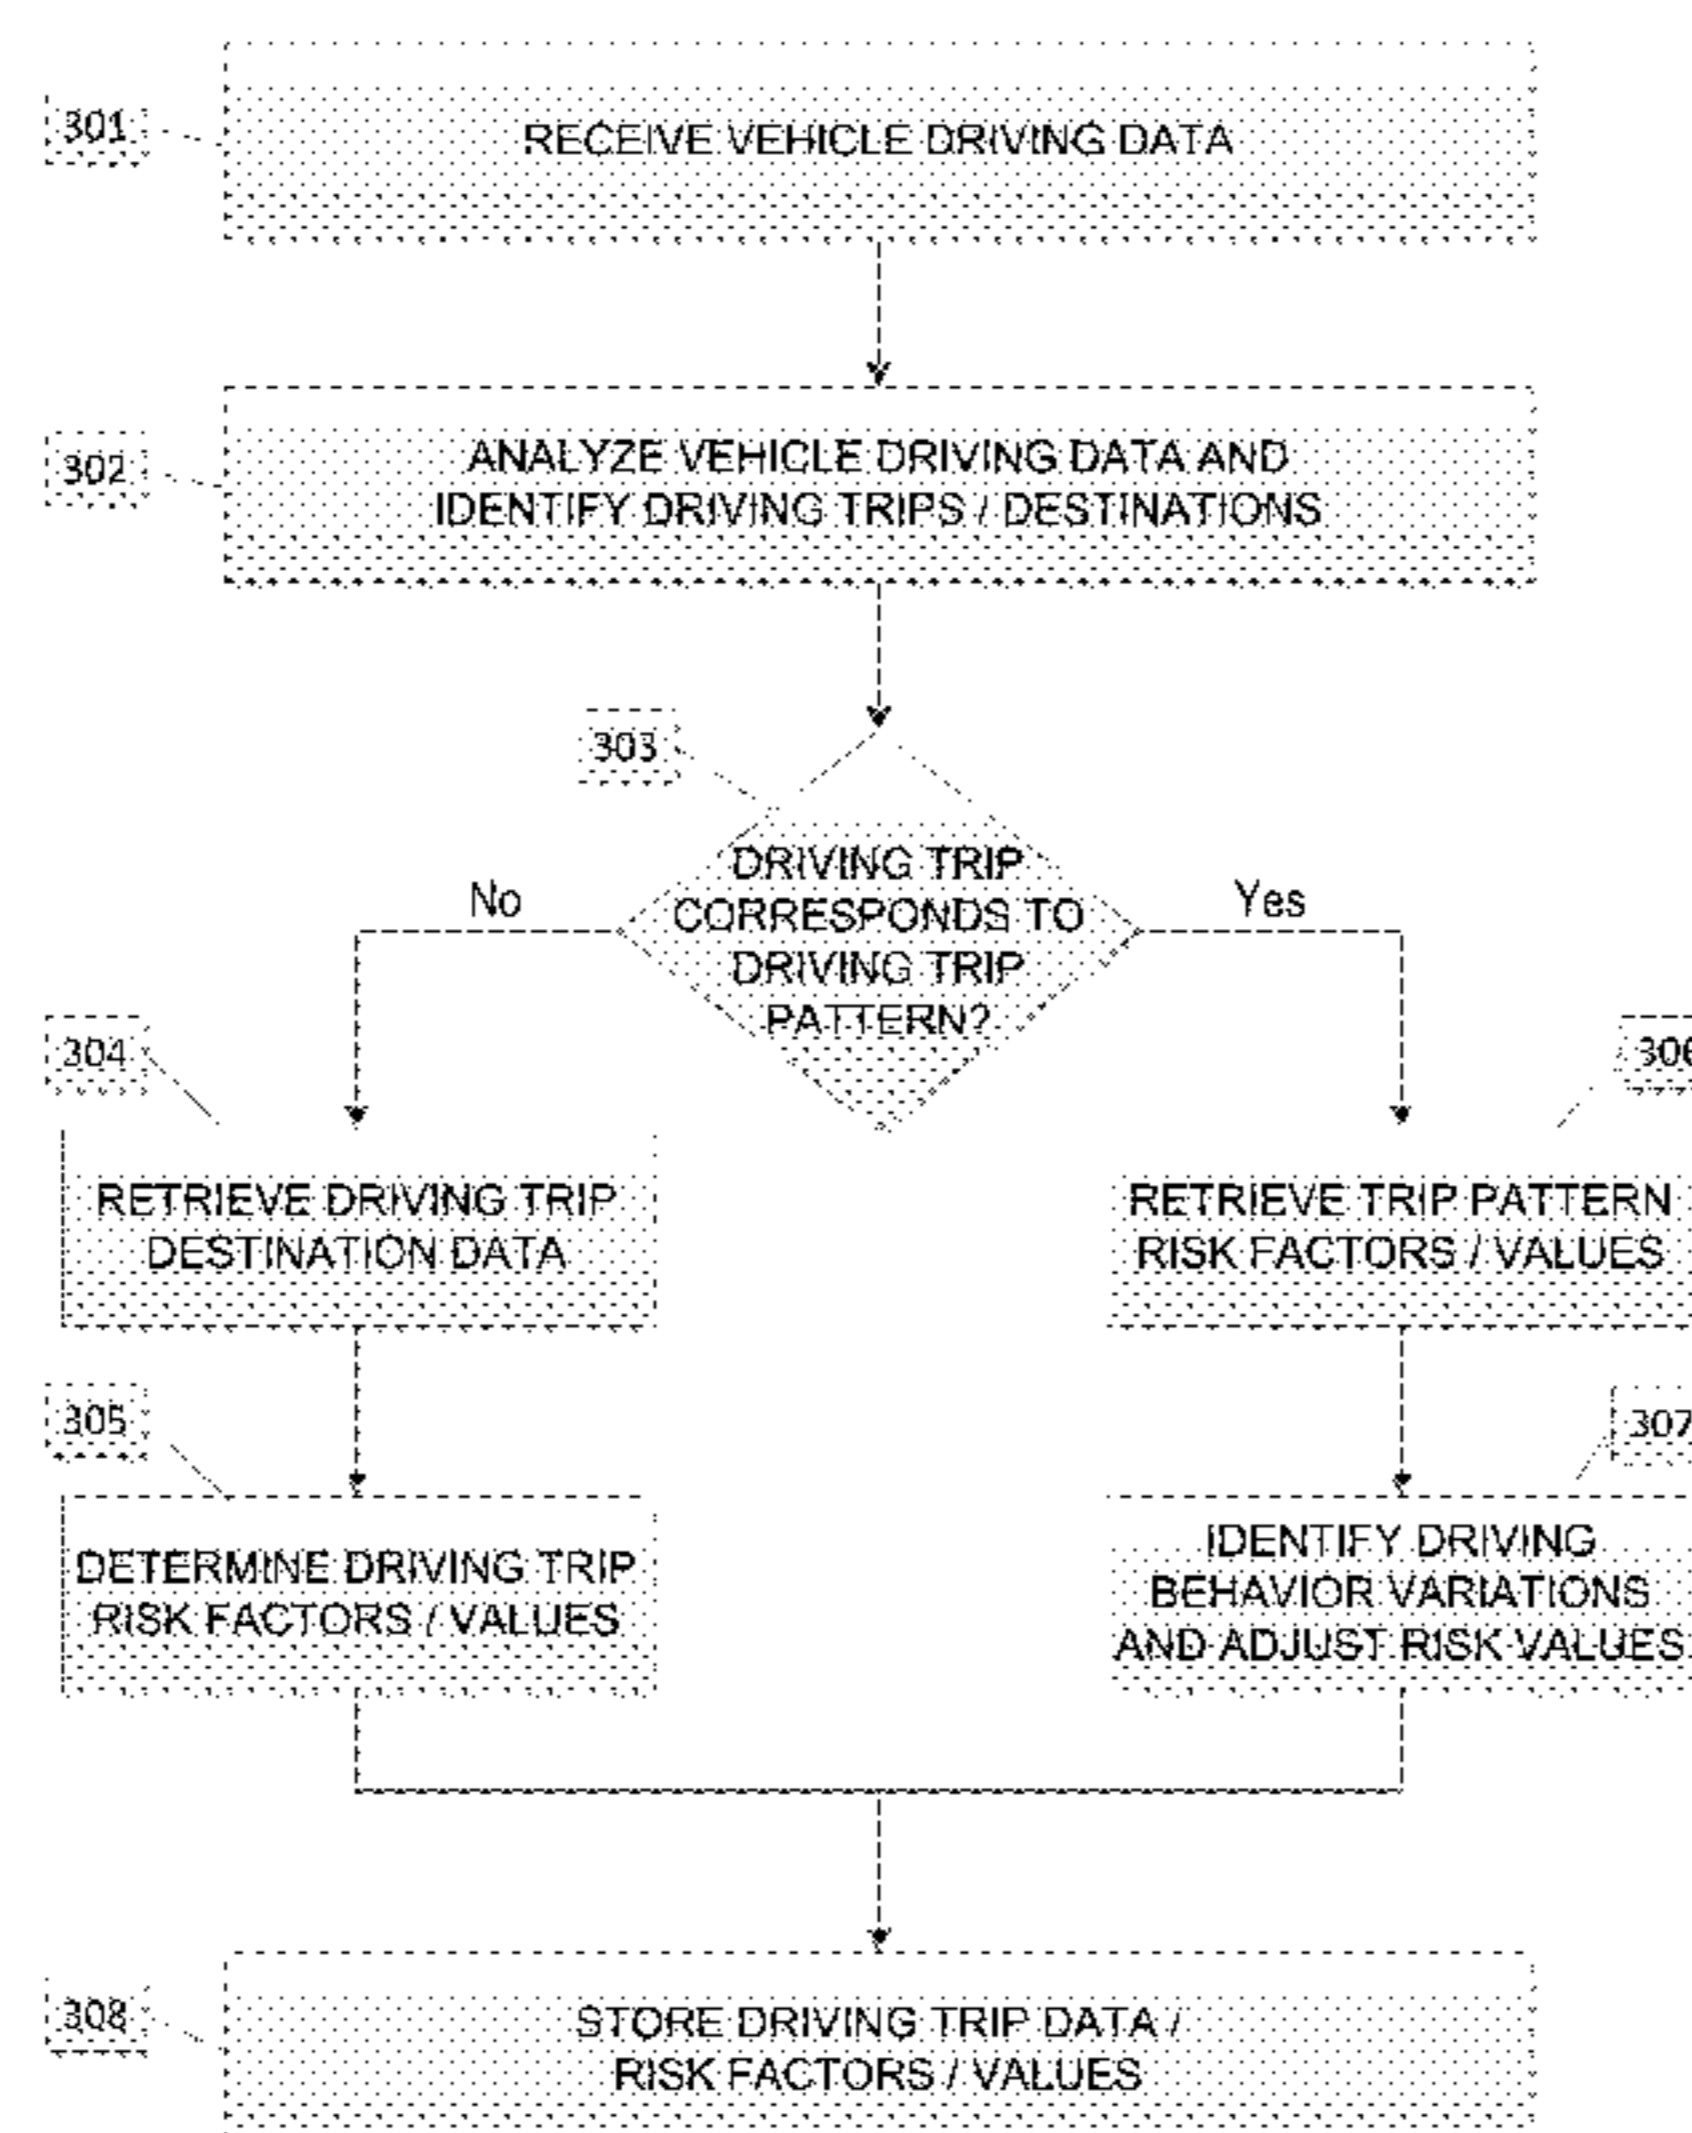 301
RECEIVE VEHICLE DRIVING DATA
302
ANALYZE VEHICLE DRIVING DATA AND
IDENTIFY DRIVING TRIPS / DESTINATIONS
303
DRIVING TRIP
CORRESPONDS TO
DRIVING TRIP
PATTERN?
No
Yes
304
RETRIEVE DRIVING TRIP
DESTINATION DATA
306
RETRIEVE TRIP PATTERN
RISK FACTORS / VALUES
305
DETERMINE DRIVING TRIP
RISK FACTORS / VALUES
307
IDENTIFY DRIVING
BEHAVIOR VARIATIONS
AND ADJUST RISK VALUES
308
STORE DRIVING TRIP DATA /
RISK FACTORS / VALUES